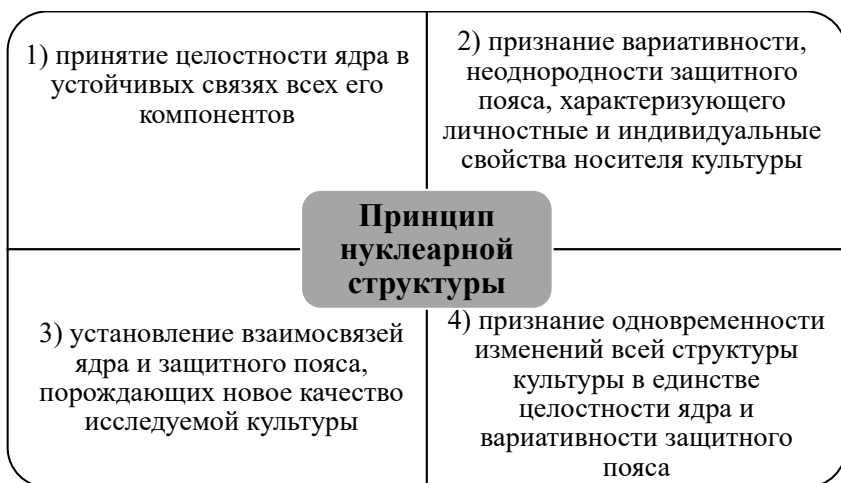 1) принятие целостности ядра в
устойчивых связях всех его
компонентов
2) признание вариативности,
неоднородности защитного
пояса, характеризующего
личностные и индивидуальные
свойства носителя культуры
Принцип
нуклеарной
структуры
3) установление взаимосвязей
ядра и защитного пояса,
порождающих новое качество
исследуемой культуры
4) признание одновременности
изменений всей структуры
культуры в единстве
целостности ядра и
вариативности защитного
пояса